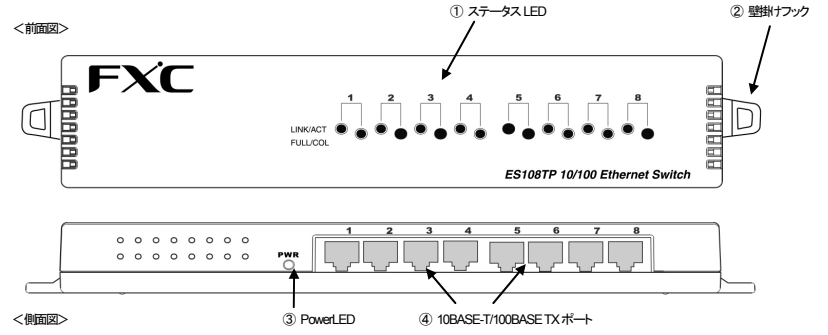 ① ステータス LED
② 壁掛けフック
＜前面図＞
FXC
1 2 3 4 5 6 7 8
LINK/ACT
FULL/COL
ES108TP 10/100 Ethernet Switch
1 2 3 4 5 6 7 8
PWR
＜側面図＞
③ PowerLED
④ 10BASE-T/100BASE TX ポート